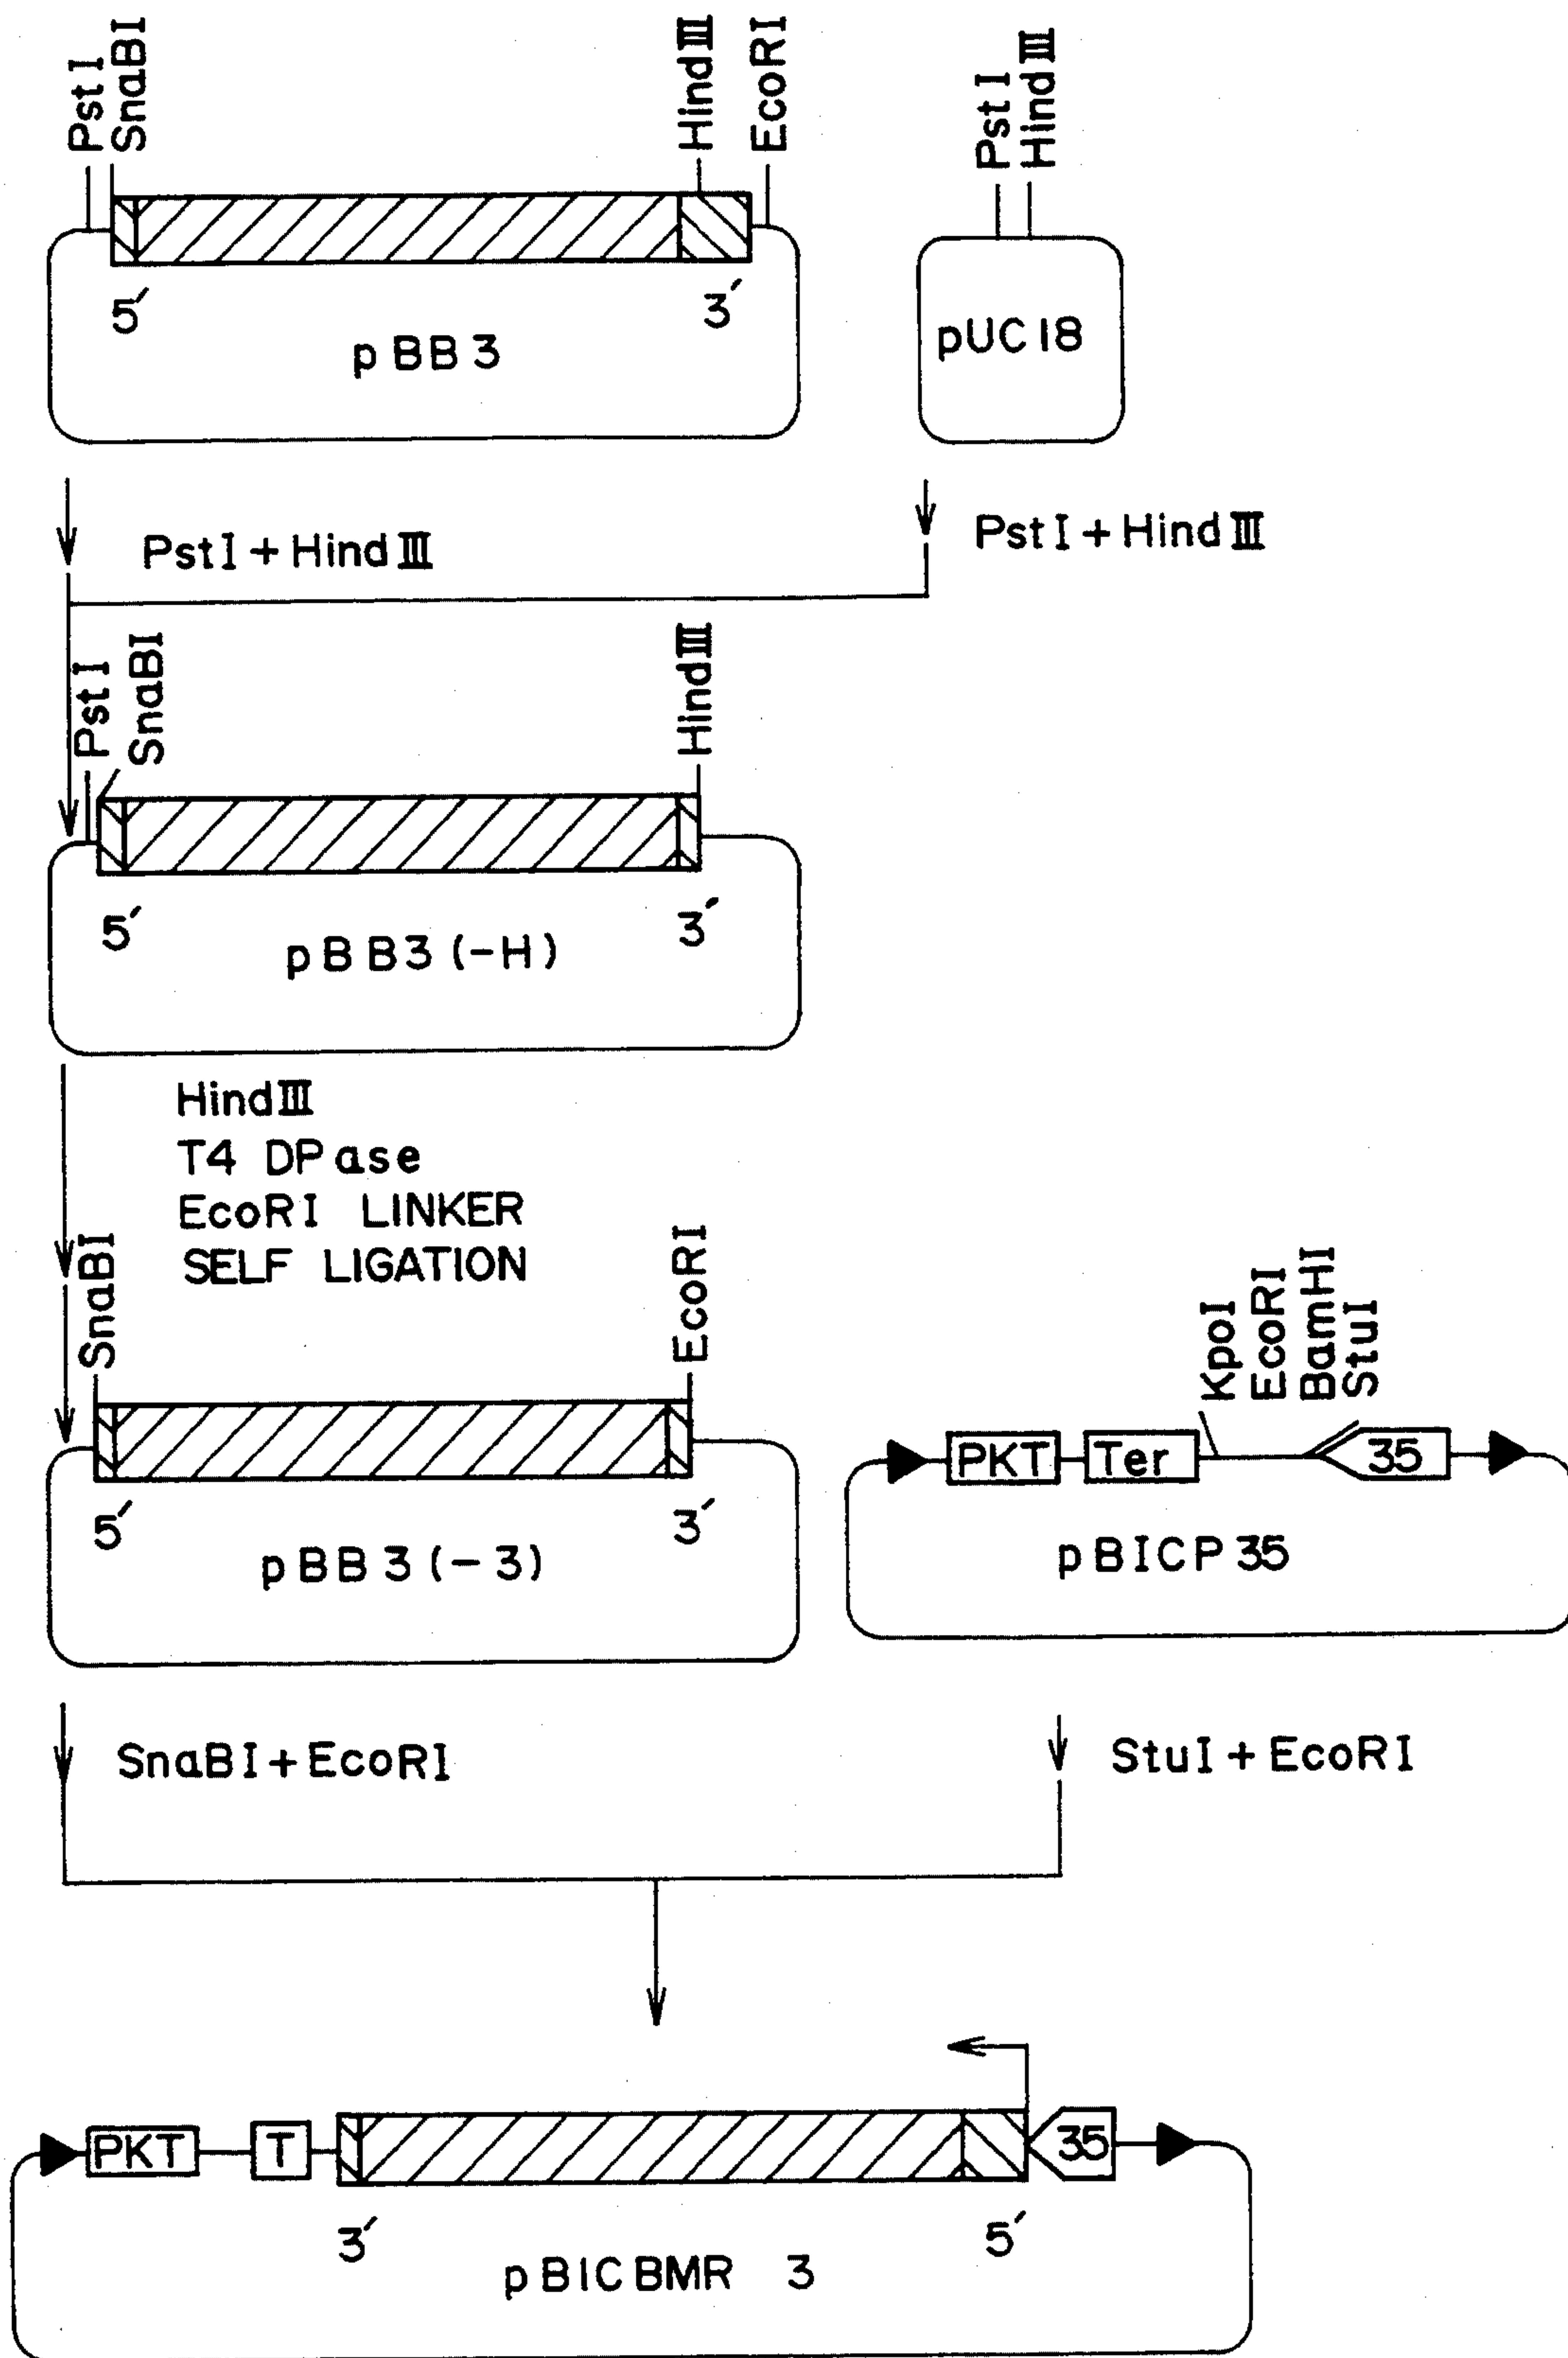 PstI
SnaBI
HindIII
EcoRI
PstI
HindIII
5′
3′
pBB3
pUC18
PstI+HindIII
PstI+HindIII
PstI
SnaBI
HindIII
5′
3′
pBB3(-H)
HindIII
T4 DPase
EcoRI LINKER
SELF LIGATION
SnaBI
EcoRI
KpoI
EcoRI
BamHI
StuI
PKT
Ter
35
5′
3′
pBB3(-3)
pBICP35
SnaBI+EcoRI
StuI+EcoRI
PKT
T
35
3′
5′
pBICBMR 3